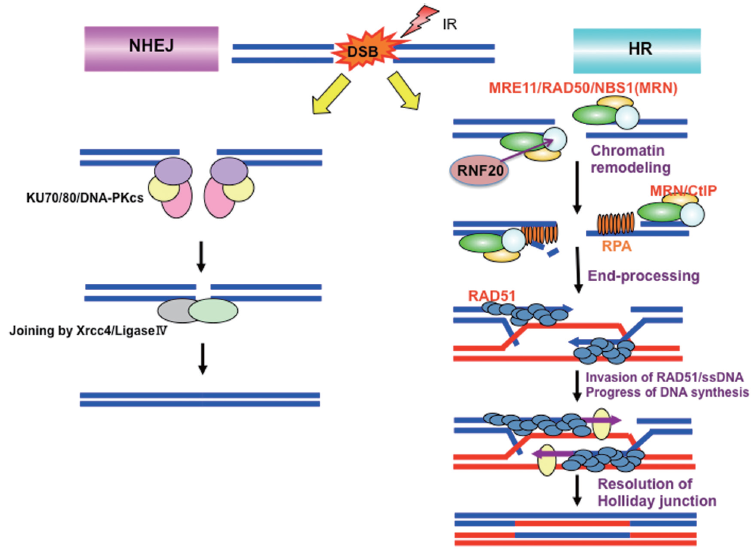 NHEJ
DSB
IR
HR
MRE11/RAD50/NBS1(MRN)
RNF20
Chromatin
remodeling
KU70/80/DNA-PKcs
MRN/CtIP
RPA
End-processing
RAD51
Joining by Xrcc4/LigaseⅣ
Invasion of RAD51/ssDNA
Progress of DNA synthesis
Resolution of
Holliday junction